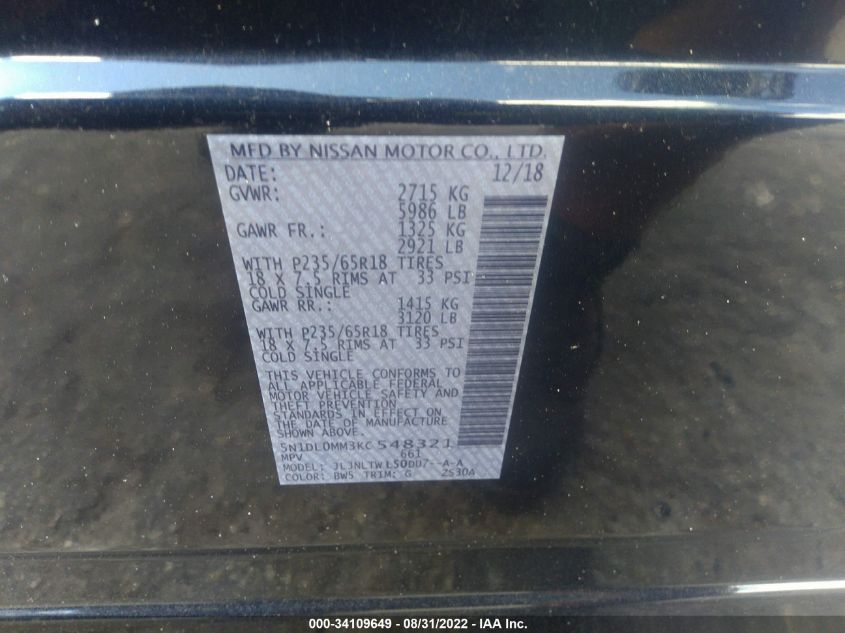 MFD BY NISSAN MOTOR CO., LTD.
DATE: 12/18
GVWR: 2715 KG
5986 LB
GAWR FR.: 1325 KG
2921 LB
WITH P235/65R18 TIRES
18 X 7.5 RIMS AT 33 PSI
COLD SINGLE
GAWR RR.: 1415 KG
3120 LB
WITH P235/65R18 TIRES
18 X 7.5 RIMS AT 33 PSI
COLD SINGLE
THIS VEHICLE CONFORMS TO
ALL APPLICABLE FEDERAL
MOTOR VEHICLE SAFETY AND
THEFT PREVENTION
STANDARDS IN EFFECT ON
THE DATE OF MANUFACTURE
SHOWN ABOVE.
5N1DL0MM3KC548321
MPV 661
MODEL: JLJNLTWL50DU7--A-A
COLOR: BW5 TRIM: G ZS30A
000-34109649 - 08/31/2022 - © IAA Inc.